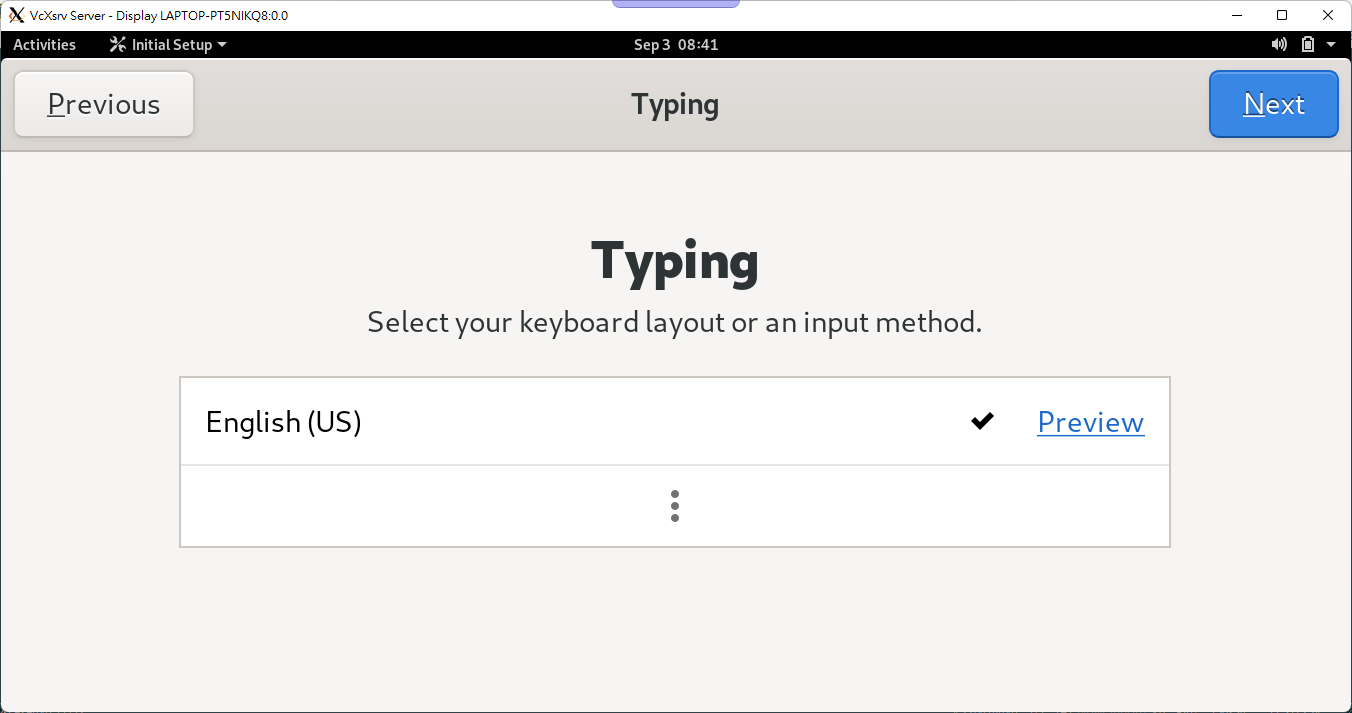 VcXsrv Server - Display LAPTOP-PT5NIKQ8:0.0
Activities Initial Setup Sep 3 08:41
Previous Typing Next
Typing
Select your keyboard layout or an input method.
English (US) Preview